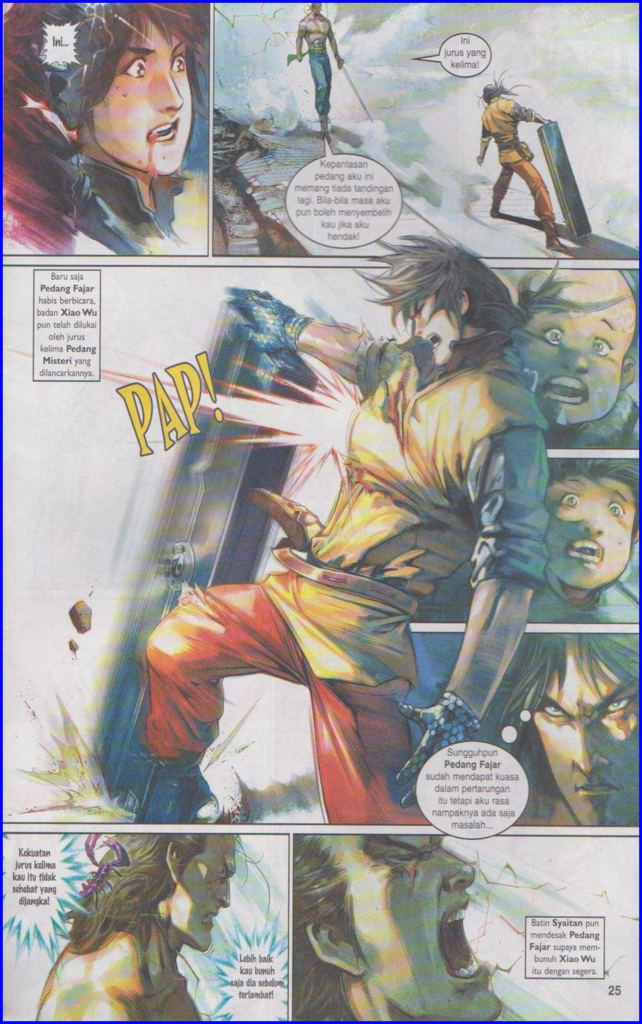 Ini...
Ini
jurus yang
kelima!
Kepantasan
pedang aku ini
memang tiada tandingan
lagi. Bila-bila masa aku
pun boleh menyembelih
kau jika aku
hendak!
Baru saja
Pedang Fajar
habis berbicara,
badan Xiao Wu
pun telah dilukai
oleh jurus
kelima Pedang
Misteri yang
dilancarkannya.
PAP!
Sungguhpun
Pedang Fajar
sudah mendapat kuasa
dalam pertarungan
itu tetapi aku rasa
nampaknya ada saja
masalah...
Kekuatan
jurus kelima
kau itu tidak
sehebat yang
dijangka!
Lebih baik
kau bunuh
saja dia sebelum
terlambat!
Batin Syaitan pun
mendesak Pedang
Fajar supaya mem-
bunuh Xiao Wu
itu dengan segera.
25